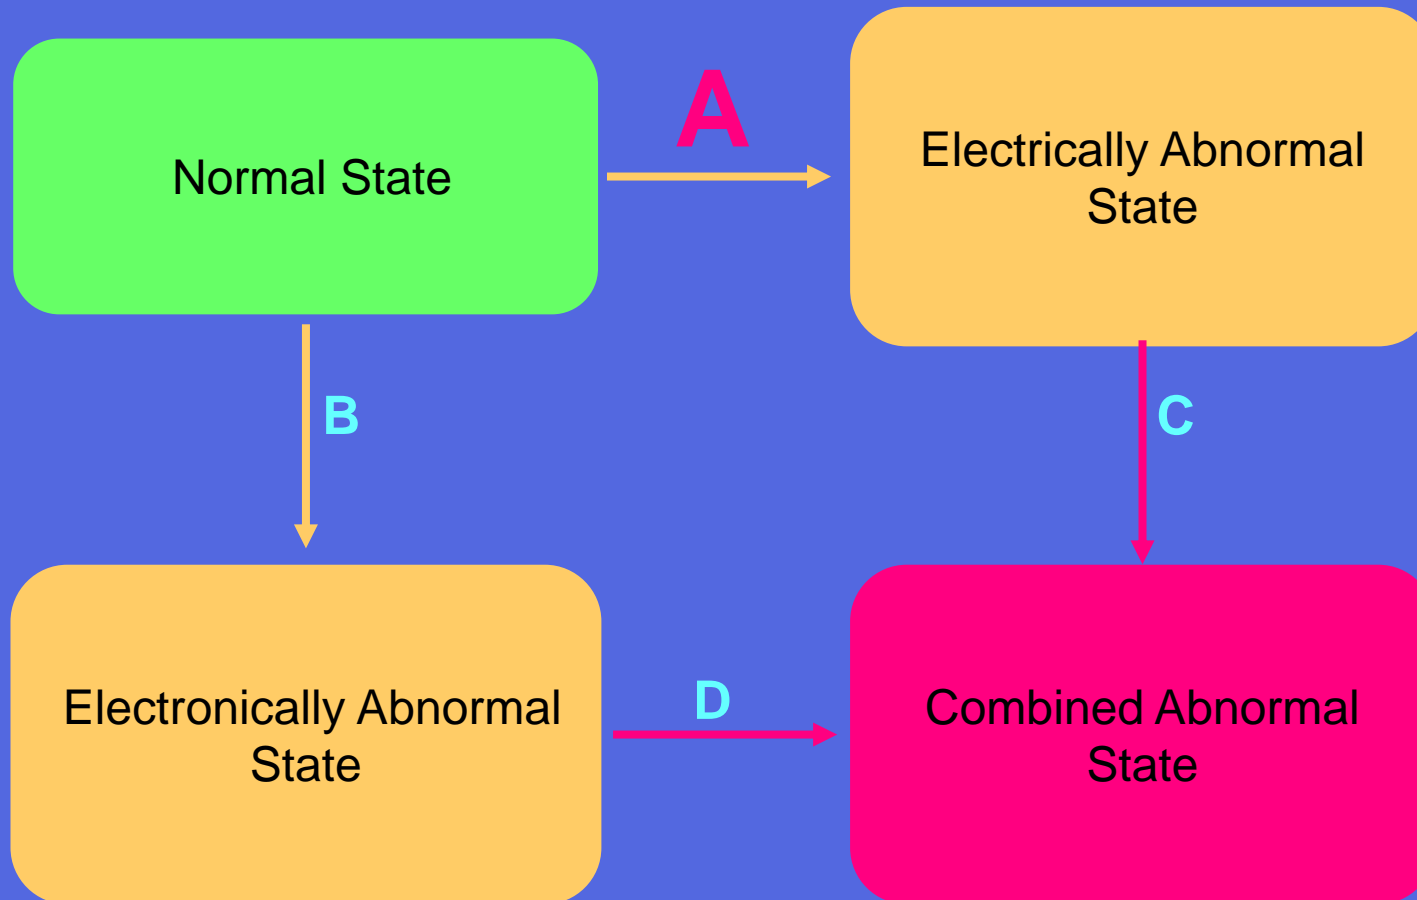 Normal State
A
Electrically Abnormal
State
B
C
Electronically Abnormal
State
D
Combined Abnormal
State